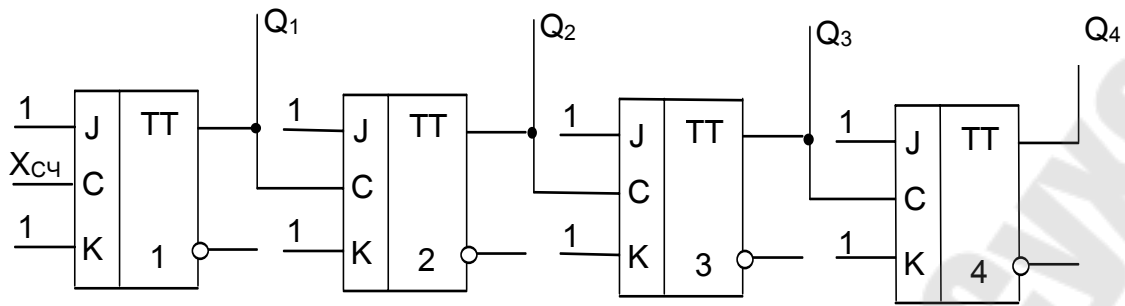 Q1 Q2 Q3 Q4
1 J TT 1 J TT 1 J TT 1 J TT
XСЧ C C C C
1 K 1 1 K 2 1 K 3 1 K 4